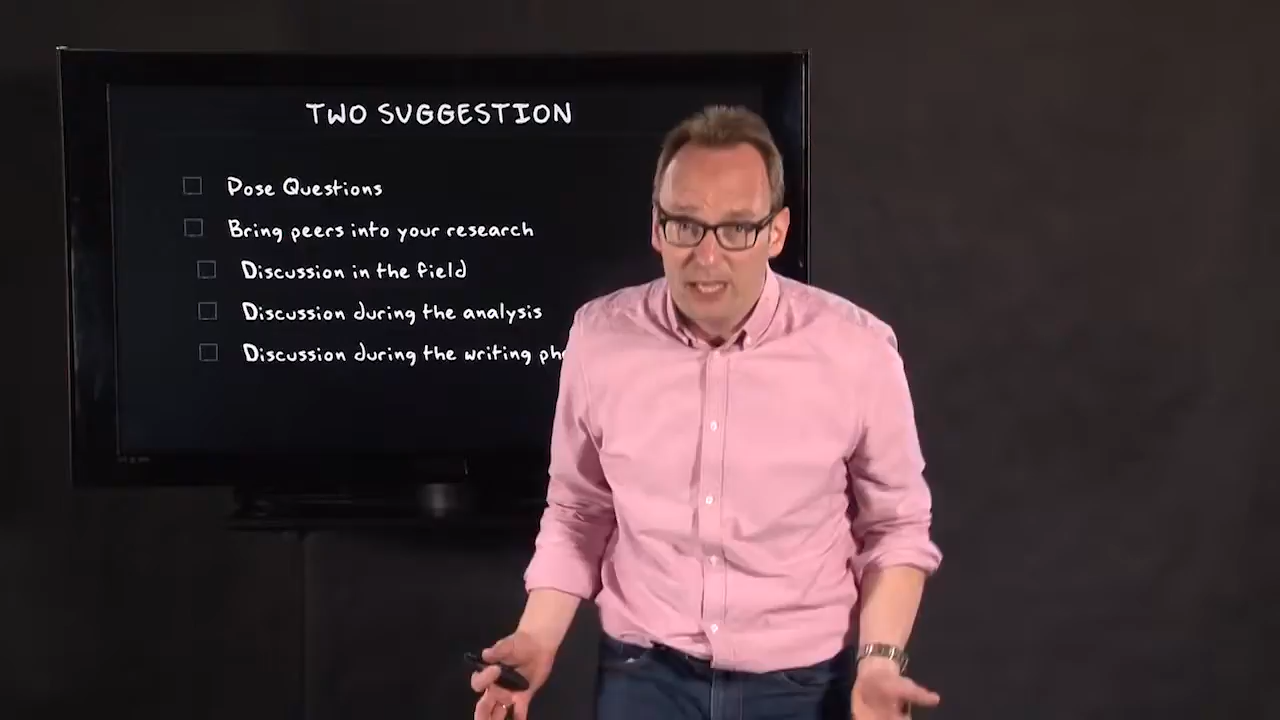 TWO SUGGESTION
Pose Questions
Bring peers into your research
Discussion in the field
Discussion during the analysis
Discussion during the writing